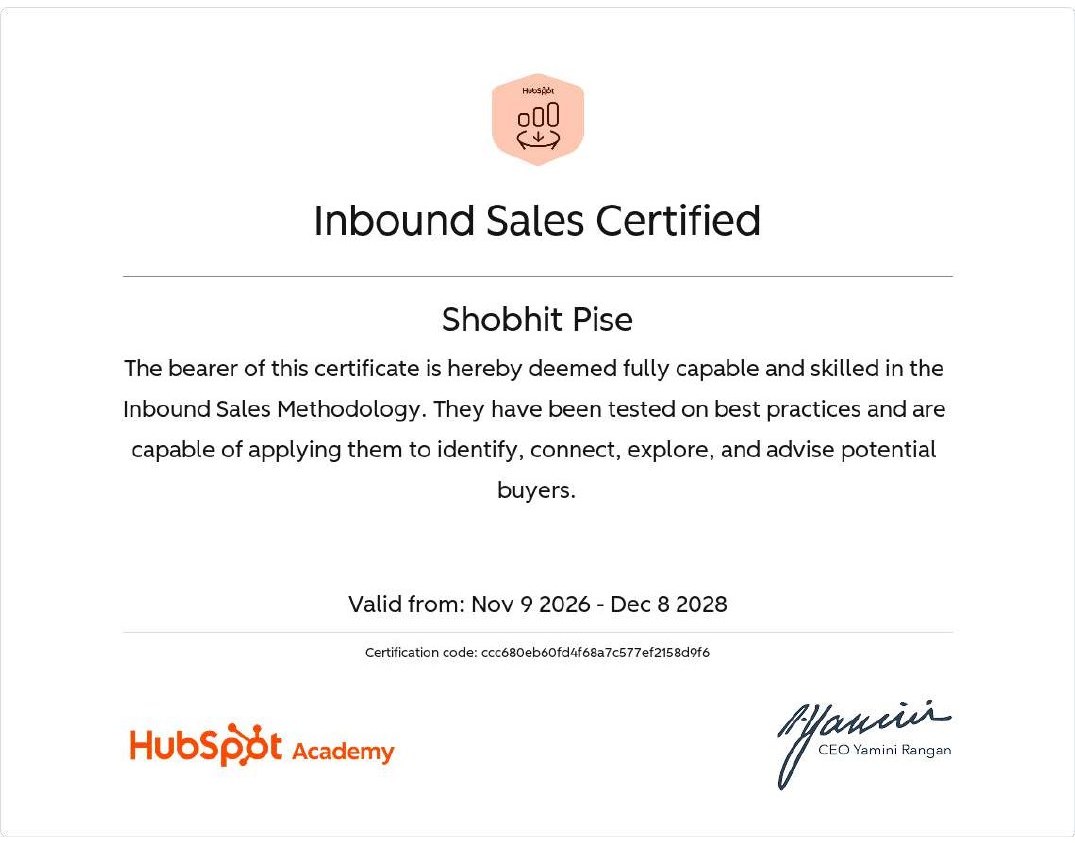 HubSpot
Inbound Sales Certified
Shobhit Pise
The bearer of this certificate is hereby deemed fully capable and skilled in the
Inbound Sales Methodology. They have been tested on best practices and are
capable of applying them to identify, connect, explore, and advise potential
buyers.
Valid from: Nov 9 2026 - Dec 8 2028
Certification code: ccc680eb60fd4f68a7c577ef2158d9f6
HubSpot Academy
Yamini
CEO Yamini Rangan